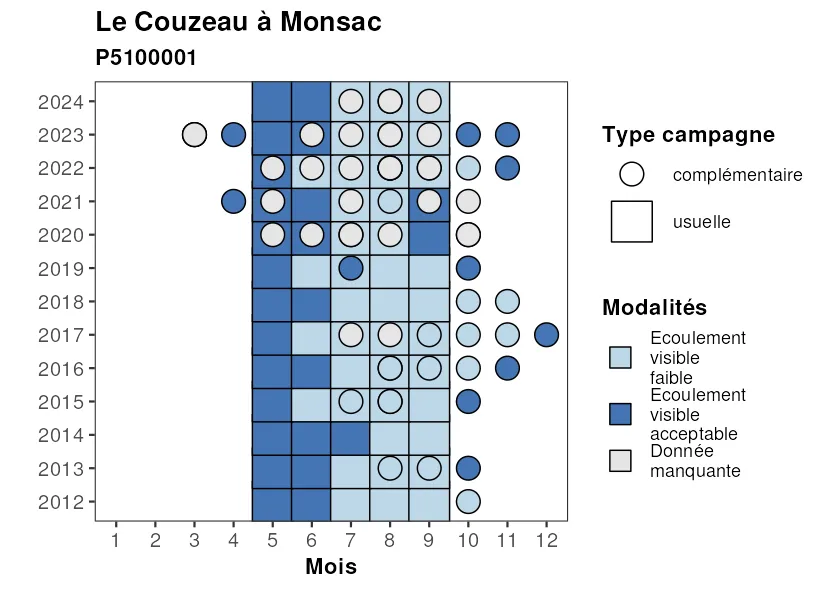 Le Couzeau à Monsac
P5100001
2024
2023
2022
2021
2020
2019
2018
2017
2016
2015
2014
2013
2012
1 2 3 4 5 6 7 8 9 10 11 12
Mois
Type campagne
complémentaire
usuelle
Modalités
Ecoulement
visible
faible
Ecoulement
visible
acceptable
Donnée
manquante